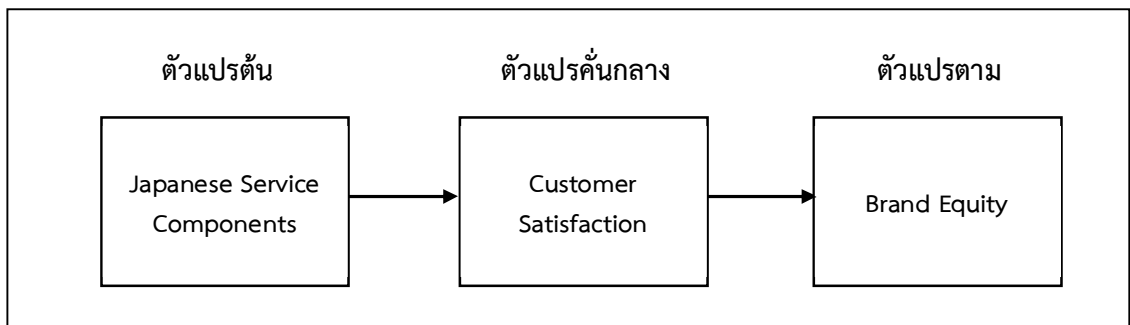 ตัวแปรต้น
ตัวแปรคั่นกลาง
ตัวแปรตาม
Japanese Service
Components
Customer
Satisfaction
Brand Equity